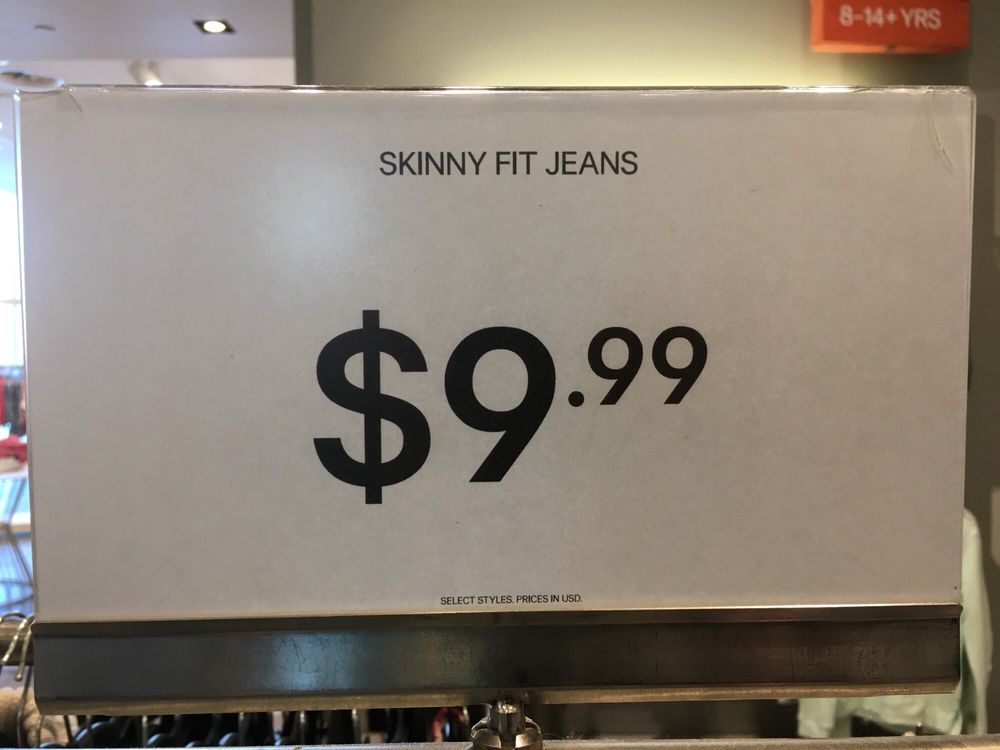 8-14+ YRS
SKINNY FIT JEANS
$9.99
SELECT STYLES. PRICES IN USD.